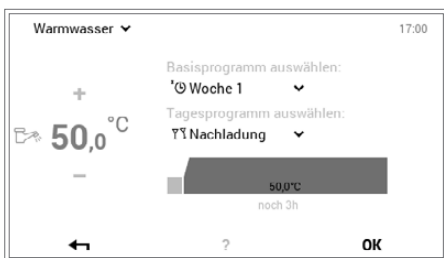 Warmwasser
17:00
Basisprogramm auswählen:
Woche 1
Tagesprogramm auswählen:
Nachladung
+
50,0 °C
−
50,0°C
noch 3h
?
OK